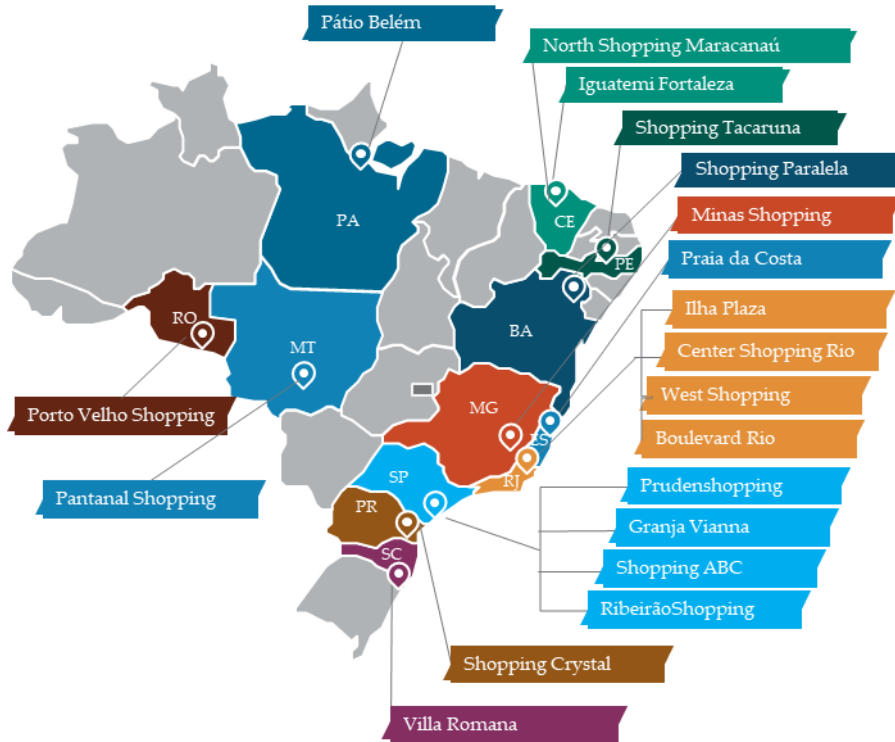 Pátio Belém
North Shopping Maracanaú
Iguatemi Fortaleza
Shopping Tacaruna
Shopping Paralela
Minas Shopping
Praia da Costa
Ilha Plaza
Center Shopping Rio
West Shopping
Boulevard Rio
Prudenshopping
Granja Vianna
Shopping ABC
RibeirãoShopping
Shopping Crystal
Villa Romana
Porto Velho Shopping
Pantanal Shopping
PA
CE
PE
RO
MT
BA
MG
ES
SP
RJ
PR
SC